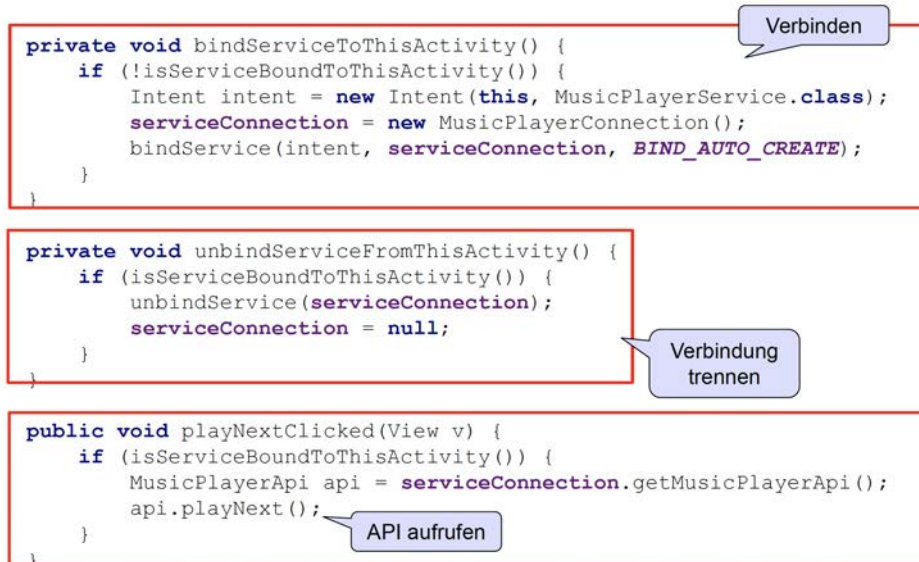 Verbinden
private void bindServiceToThisActivity() {
if (!isServiceBoundToThisActivity()) {
Intent intent = new Intent(this, MusicPlayerService.class);
serviceConnection = new MusicPlayerConnection();
bindService(intent, serviceConnection, BIND_AUTO_CREATE);
}
}
private void unbindServiceFromThisActivity() {
if (isServiceBoundToThisActivity()) {
unbindService(serviceConnection);
serviceConnection = null;
}
}
Verbindung
trennen
public void playNextClicked(View v) {
if (isServiceBoundToThisActivity()) {
MusicPlayerApi api = serviceConnection.getMusicPlayerApi();
api.playNext();
API aufrufen
}
}